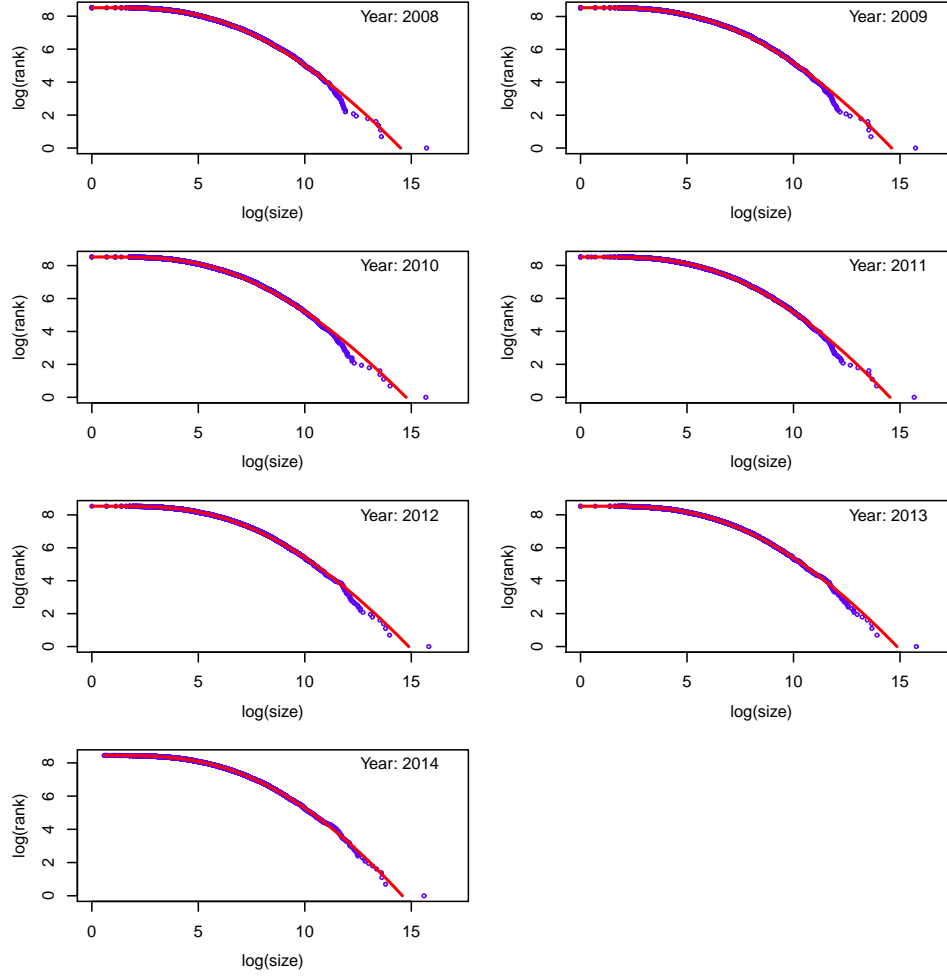 Year: 2008
log(rank)
8
6
4
2
0
0 5 10 15
log(size)
Year: 2009
log(rank)
8
6
4
2
0
0 5 10 15
log(size)
Year: 2010
log(rank)
8
6
4
2
0
0 5 10 15
log(size)
Year: 2011
log(rank)
8
6
4
2
0
0 5 10 15
log(size)
Year: 2012
log(rank)
8
6
4
2
0
0 5 10 15
log(size)
Year: 2013
log(rank)
8
6
4
2
0
0 5 10 15
log(size)
Year: 2014
log(rank)
8
6
4
2
0
0 5 10 15
log(size)